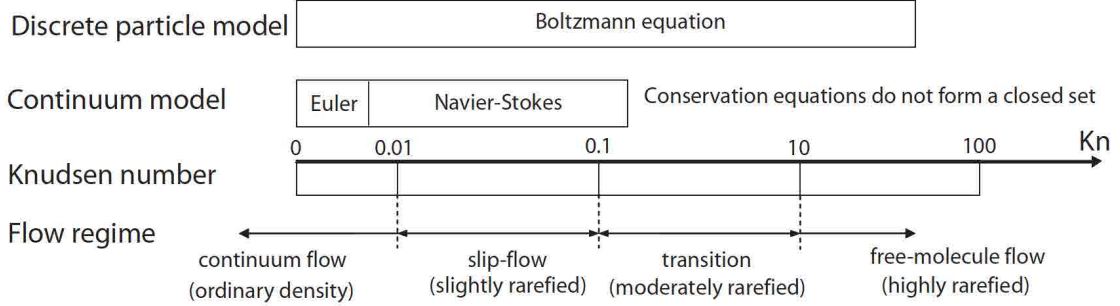 Discrete particle model
Boltzmann equation
Continuum model
Euler
Navier-Stokes
Conservation equations do not form a closed set
0
0.01
0.1
10
100
Kn
Knudsen number
Flow regime
continuum flow
(ordinary density)
slip-flow
(slightly rarefied)
transition
(moderately rarefied)
free-molecule flow
(highly rarefied)